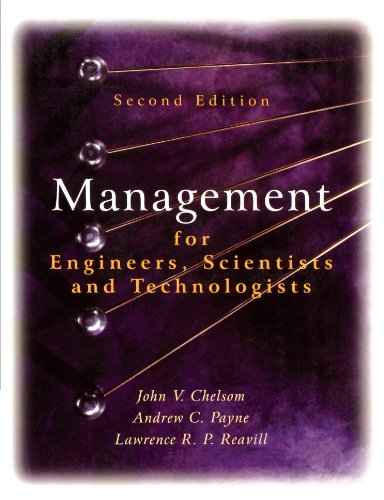 Second Edition
Management
for
Engineers, Scientists
and Technologists
John V. Chelsom
Andrew C. Payne
Lawrence R. P. Reavill